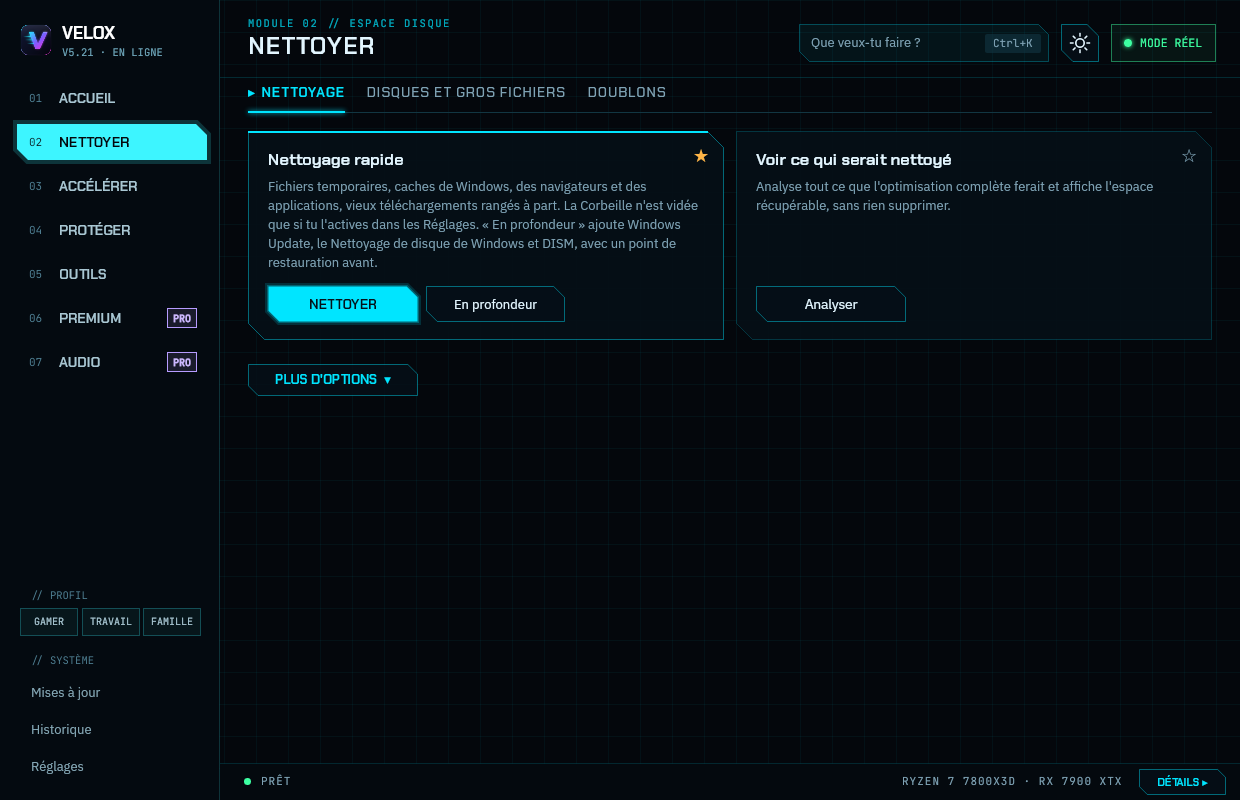 VELOX
V5.21 · EN LIGNE
01 ACCUEIL
02 NETTOYER
03 ACCÉLÉRER
04 PROTÉGER
05 OUTILS
06 PREMIUM PRO
07 AUDIO PRO
// PROFIL
GAMER TRAVAIL FAMILLE
// SYSTÈME
Mises à jour
Historique
Réglages
MODULE 02 // ESPACE DISQUE
NETTOYER
Que veux-tu faire ? Ctrl+K
MODE RÉEL
▸ NETTOYAGE DISQUES ET GROS FICHIERS DOUBLONS
Nettoyage rapide ★
Fichiers temporaires, caches de Windows, des navigateurs et des
applications, vieux téléchargements rangés à part. La Corbeille n'est vidée
que si tu l'actives dans les Réglages. « En profondeur » ajoute Windows
Update, le Nettoyage de disque de Windows et DISM, avec un point de
restauration avant.
NETTOYER En profondeur
Voir ce qui serait nettoyé ☆
Analyse tout ce que l'optimisation complète ferait et affiche l'espace
récupérable, sans rien supprimer.
Analyser
PLUS D'OPTIONS ▾
PRÊT
RYZEN 7 7800X3D · RX 7900 XTX
DÉTAILS ▸